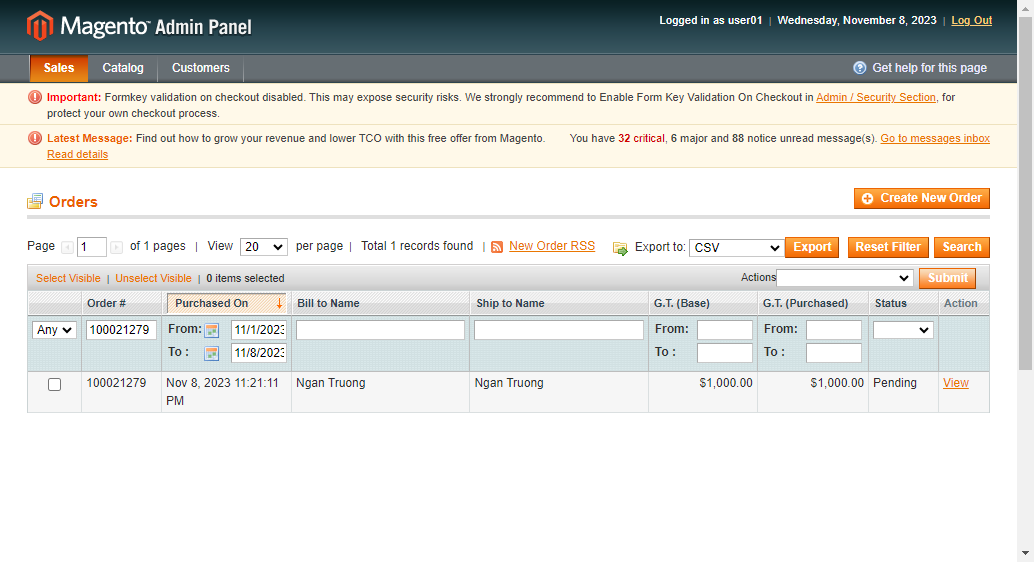 Magento™ Admin Panel
Logged in as user01 | Wednesday, November 8, 2023 | Log Out
Sales Catalog Customers Get help for this page
Important: Formkey validation on checkout disabled. This may expose security risks. We strongly recommend to Enable Form Key Validation On Checkout in Admin / Security Section, for
protect your own checkout process.
Latest Message: Find out how to grow your revenue and lower TCO with this free offer from Magento. You have 32 critical, 6 major and 88 notice unread message(s). Go to messages inbox
Read details
Orders Create New Order
Page 1 of 1 pages | View 20 per page | Total 1 records found | New Order RSS Export to: CSV Export Reset Filter Search
Select Visible | Unselect Visible | 0 items selected Actions Submit
Order # Purchased On Bill to Name Ship to Name G.T. (Base) G.T. (Purchased) Status Action
Any 100021279 From: 11/1/2023 From: From:
To : 11/8/2023 To : To :
100021279 Nov 8, 2023 11:21:11 Ngan Truong Ngan Truong $1,000.00 $1,000.00 Pending View
PM